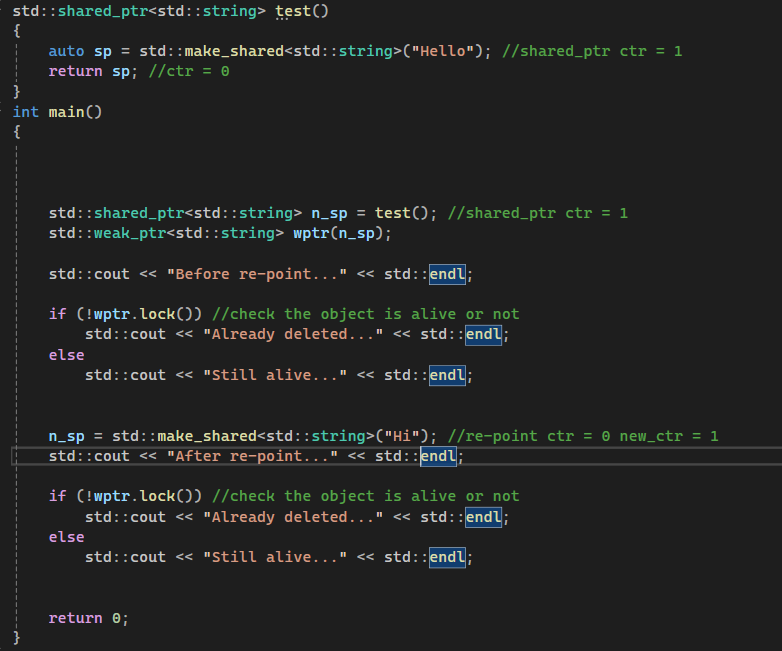 std::shared_ptr<std::string> test()
{
    auto sp = std::make_shared<std::string>("Hello"); //shared_ptr ctr = 1
    return sp; //ctr = 0
}
int main()
{
    std::shared_ptr<std::string> n_sp = test(); //shared_ptr ctr = 1
    std::weak_ptr<std::string> wptr(n_sp);
    std::cout << "Before re-point..." << std::endl;
    if (!wptr.lock()) //check the object is alive or not
        std::cout << "Already deleted..." << std::endl;
    else
        std::cout << "Still alive..." << std::endl;
    n_sp = std::make_shared<std::string>("Hi"); //re-point ctr = 0 new_ctr = 1
    std::cout << "After re-point..." << std::endl;
    if (!wptr.lock()) //check the object is alive or not
        std::cout << "Already deleted..." << std::endl;
    else
        std::cout << "Still alive..." << std::endl;
    return 0;
}